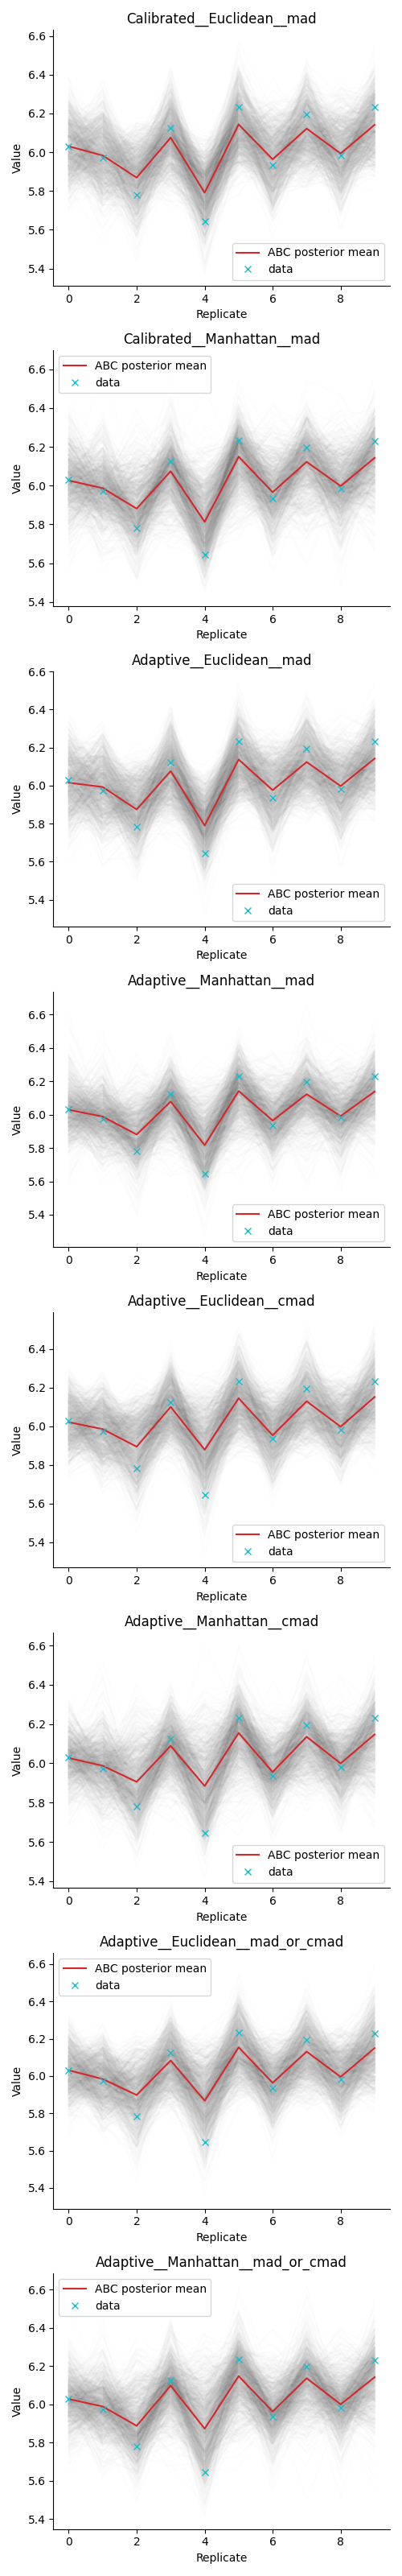 Calibrated__Euclidean__mad
6.6
6.4
6.2
6.0
5.8
5.6
5.4
Value
ABC posterior mean
data
0 2 4 6 8
Replicate
Calibrated__Manhattan__mad
ABC posterior mean
data
6.6
6.4
6.2
6.0
5.8
5.6
5.4
Value
0 2 4 6 8
Replicate
Adaptive__Euclidean__mad
6.6
6.4
6.2
6.0
5.8
5.6
5.4
Value
ABC posterior mean
data
0 2 4 6 8
Replicate
Adaptive__Manhattan__mad
6.6
6.4
6.2
6.0
5.8
5.6
5.4
Value
ABC posterior mean
data
0 2 4 6 8
Replicate
Adaptive__Euclidean__cmad
6.4
6.2
6.0
5.8
5.6
5.4
Value
ABC posterior mean
data
0 2 4 6 8
Replicate
Adaptive__Manhattan__cmad
6.6
6.4
6.2
6.0
5.8
5.6
5.4
Value
ABC posterior mean
data
0 2 4 6 8
Replicate
Adaptive__Euclidean__mad_or_cmad
ABC posterior mean
data
6.6
6.4
6.2
6.0
5.8
5.6
5.4
Value
0 2 4 6 8
Replicate
Adaptive__Manhattan__mad_or_cmad
ABC posterior mean
data
6.6
6.4
6.2
6.0
5.8
5.6
5.4
Value
0 2 4 6 8
Replicate